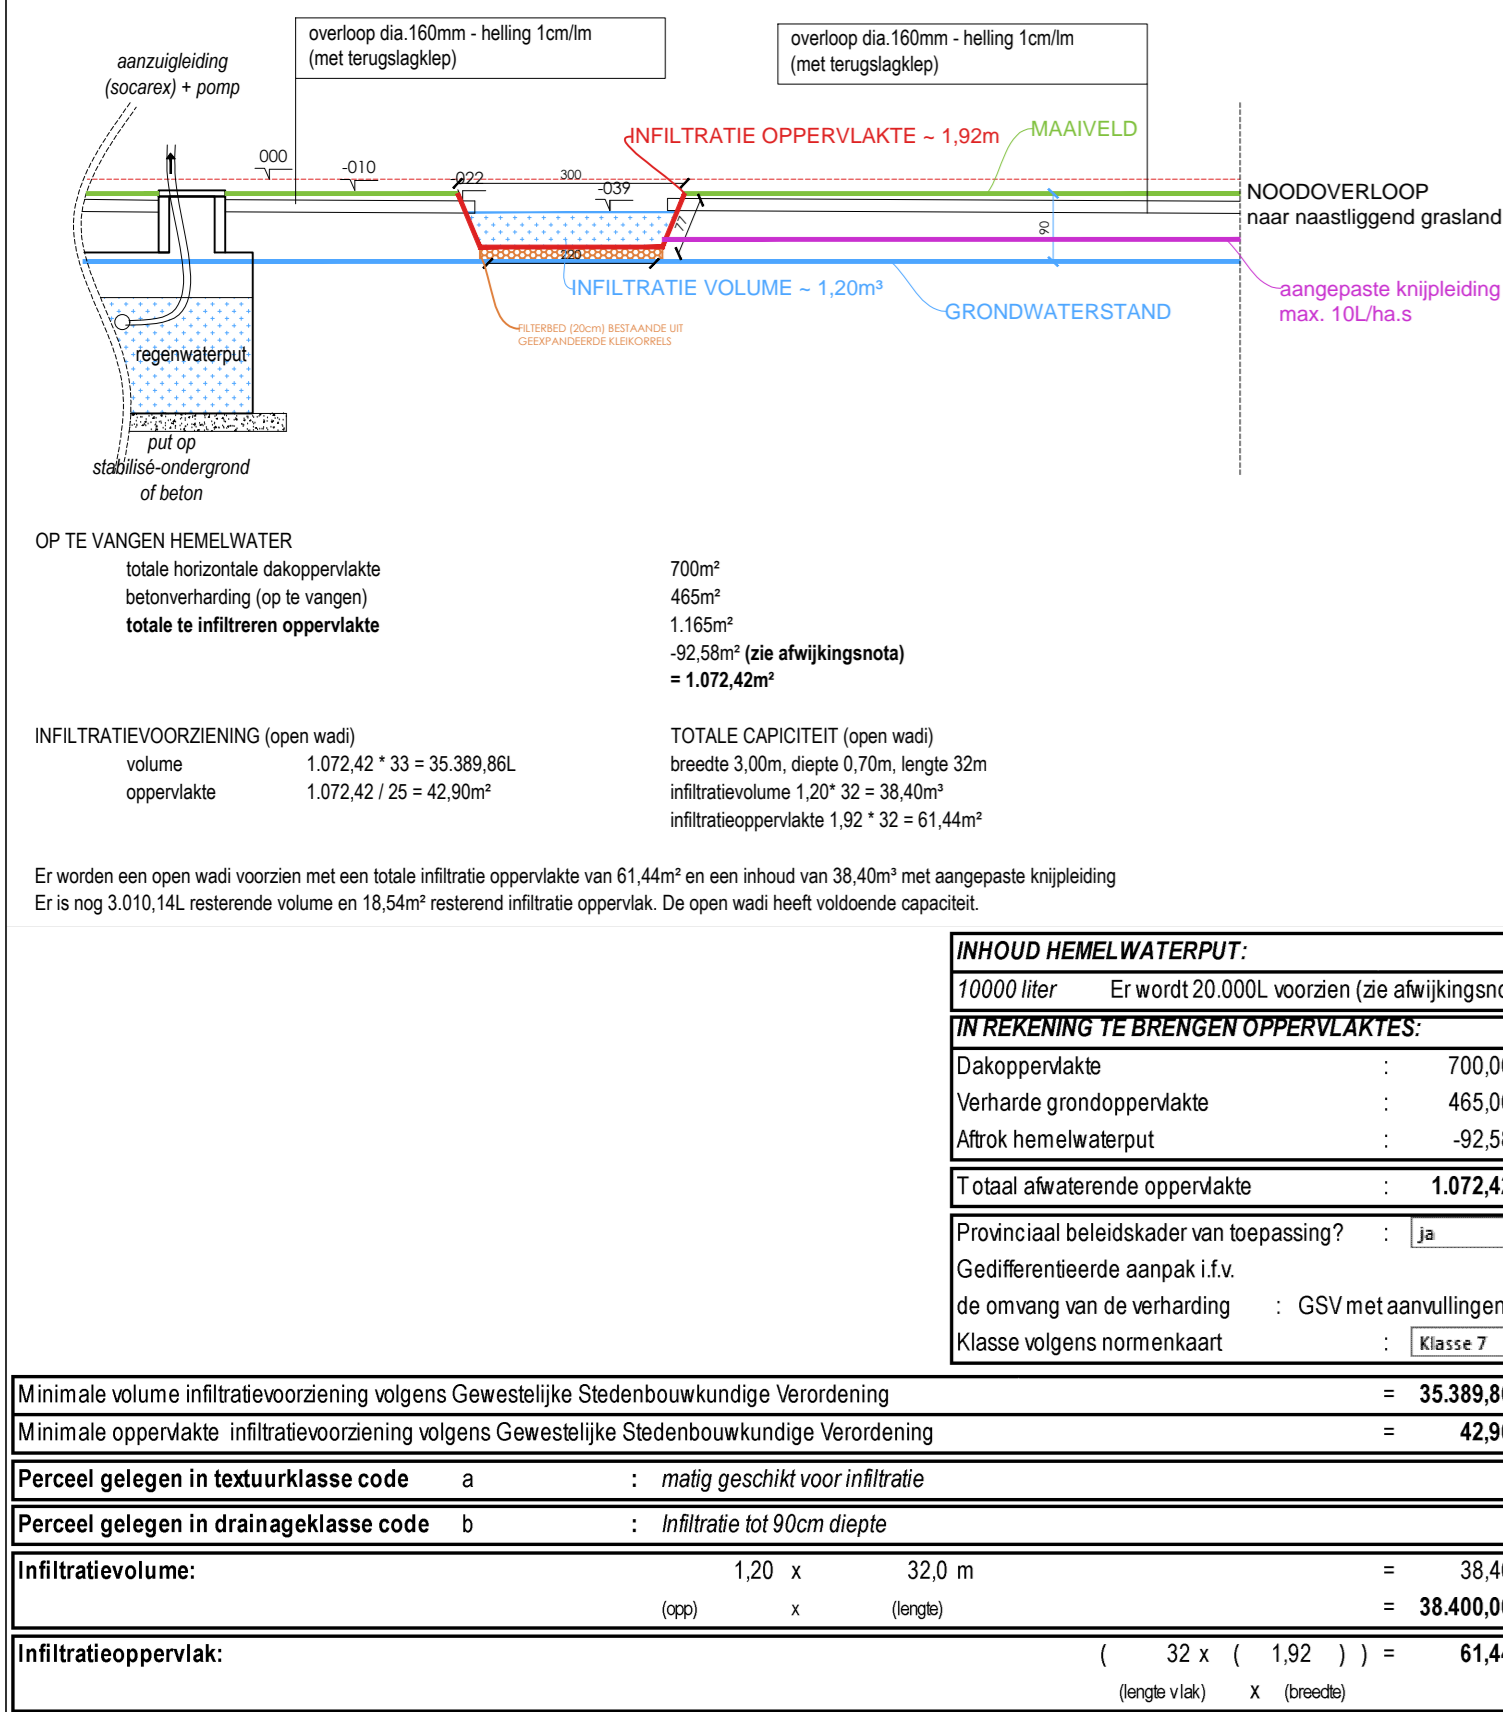 overloop dia.160mm - helling 1cm/lm
(met terugslagklep)
overloop dia.160mm - helling 1cm/lm
(met terugslagklep)
aanzuigleiding
(socarex) + pomp
INFILTRATIE OPPERVLAKTE ~ 1,92m
MAAIVELD
000
-010
-022
300
-039
77
90
220
NOODOVERLOOP
naar naastliggend grasland
INFILTRATIE VOLUME ~ 1,20m³
GRONDWATERSTAND
aangepaste knijpleiding
max. 10L/ha.s
FILTERBED (20cm) BESTAANDE UIT
GEEXPANDEERDE KLEIKORRELS
regenwaterput
put op
stabilisé-ondergrond
of beton
OP TE VANGEN HEMELWATER
totale horizontale dakoppervlakte 700m²
betonverharding (op te vangen) 465m²
totale te infiltreren oppervlakte 1.165m²
-92,58m² (zie afwijkingsnota)
= 1.072,42m²
INFILTRATIEVOORZIENING (open wadi)
volume 1.072,42 * 33 = 35.389,86L
oppervlakte 1.072,42 / 25 = 42,90m²
TOTALE CAPICITEIT (open wadi)
breedte 3,00m, diepte 0,70m, lengte 32m
infiltratievolume 1,20* 32 = 38,40m³
infiltratieoppervlakte 1,92 * 32 = 61,44m²
Er worden een open wadi voorzien met een totale infiltratie oppervlakte van 61,44m² en een inhoud van 38,40m³ met aangepaste knijpleiding
Er is nog 3.010,14L resterende volume en 18,54m² resterend infiltratie oppervlak. De open wadi heeft voldoende capaciteit.
INHOUD HEMELWATERPUT:
10000 liter Er wordt 20.000L voorzien (zie afwijkingsno
IN REKENING TE BRENGEN OPPERVLAKTES:
Dakoppervlakte : 700,00
Verharde grondoppervlakte : 465,00
Aftrok hemelwaterput : -92,58
Totaal afwaterende oppervlakte : 1.072,42
Provinciaal beleidskader van toepassing? : ja
Gedifferentieerde aanpak i.f.v.
de omvang van de verharding : GSV met aanvullingen
Klasse volgens normenkaart : Klasse 7
Minimale volume infiltratievoorziening volgens Gewestelijke Stedenbouwkundige Verordening = 35.389,86
Minimale oppervlakte infiltratievoorziening volgens Gewestelijke Stedenbouwkundige Verordening = 42,90
Perceel gelegen in textuurklasse code a : matig geschikt voor infiltratie
Perceel gelegen in drainageklasse code b : Infiltratie tot 90cm diepte
Infiltratievolume: 1,20 x 32,0 m = 38,40
(opp) x (lengte) = 38.400,00
Infiltratieoppervlak: ( 32 x ( 1,92 ) ) = 61,44
(lengte vlak) x (breedte)